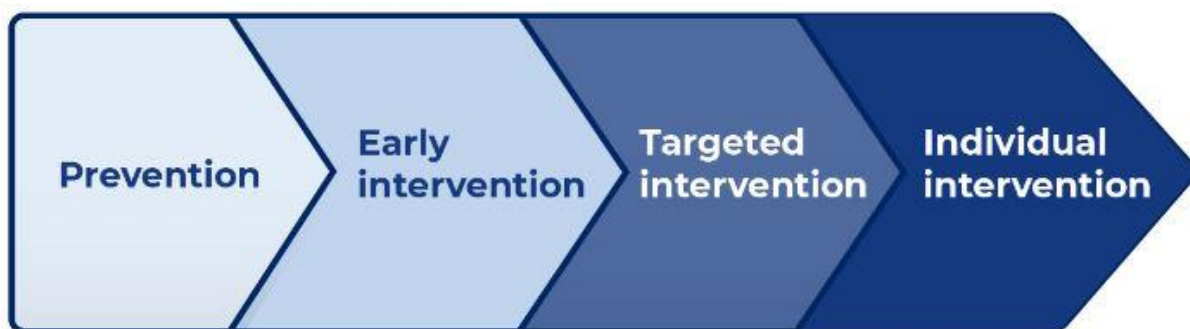 Prevention
Early
intervention
Targeted
intervention
Individual
intervention